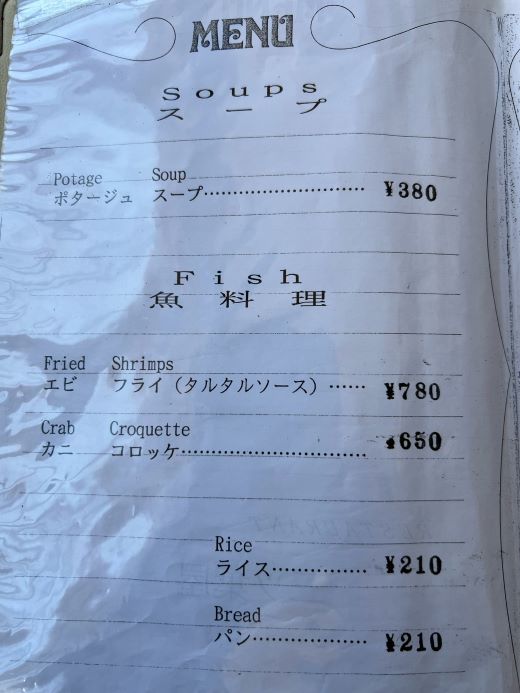 MENU
Soups
スープ
Potage Soup
ポタージュ スープ…………………………… ¥380
Fish
魚料理
Fried Shrimps
エビ フライ（タルタルソース）…… ¥780
Crab Croquette
カニ コロッケ…………………………… ¥650
Rice
ライス……………… ¥210
Bread
パン………………… ¥210